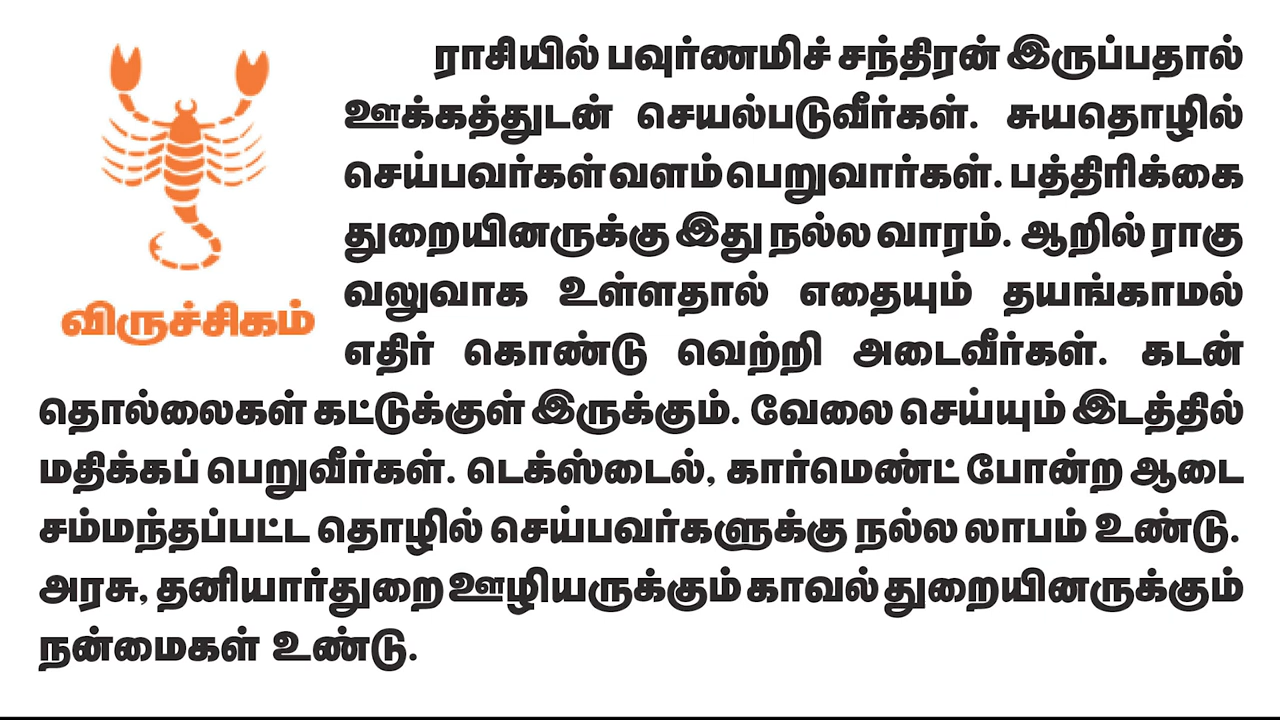 ராசியில் பவுர்ணமிச் சந்திரன் இருப்பதால்
ஊக்கத்துடன் செயல்படுவீர்கள். சுயதொழில்
செய்பவர்கள் வளம் பெறுவார்கள். பத்திரிக்கை
துறையினருக்கு இது நல்ல வாரம். ஆறில் ராகு
வலுவாக உள்ளதால் எதையும் தயங்காமல்
விருச்சிகம்
எதிர் கொண்டு வெற்றி அடைவீர்கள். கடன்
தொல்லைகள் கட்டுக்குள் இருக்கும். வேலை செய்யும் இடத்தில்
மதிக்கப் பெறுவீர்கள். டெக்ஸ்டைல், கார்மெண்ட் போன்ற ஆடை
சம்மந்தப்பட்ட தொழில் செய்பவர்களுக்கு நல்ல லாபம் உண்டு.
அரசு, தனியார்துறை ஊழியருக்கும் காவல் துறையினருக்கும்
நன்மைகள் உண்டு.